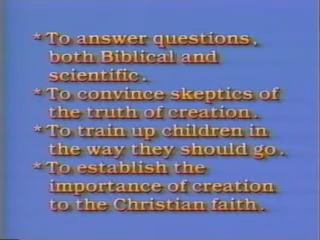 * To answer questions,
both Biblical and
scientific.
* To convince skeptics of
the truth of creation.
* To train up children in
the way they should go.
* To establish the
importance of creation
to the Christian faith.